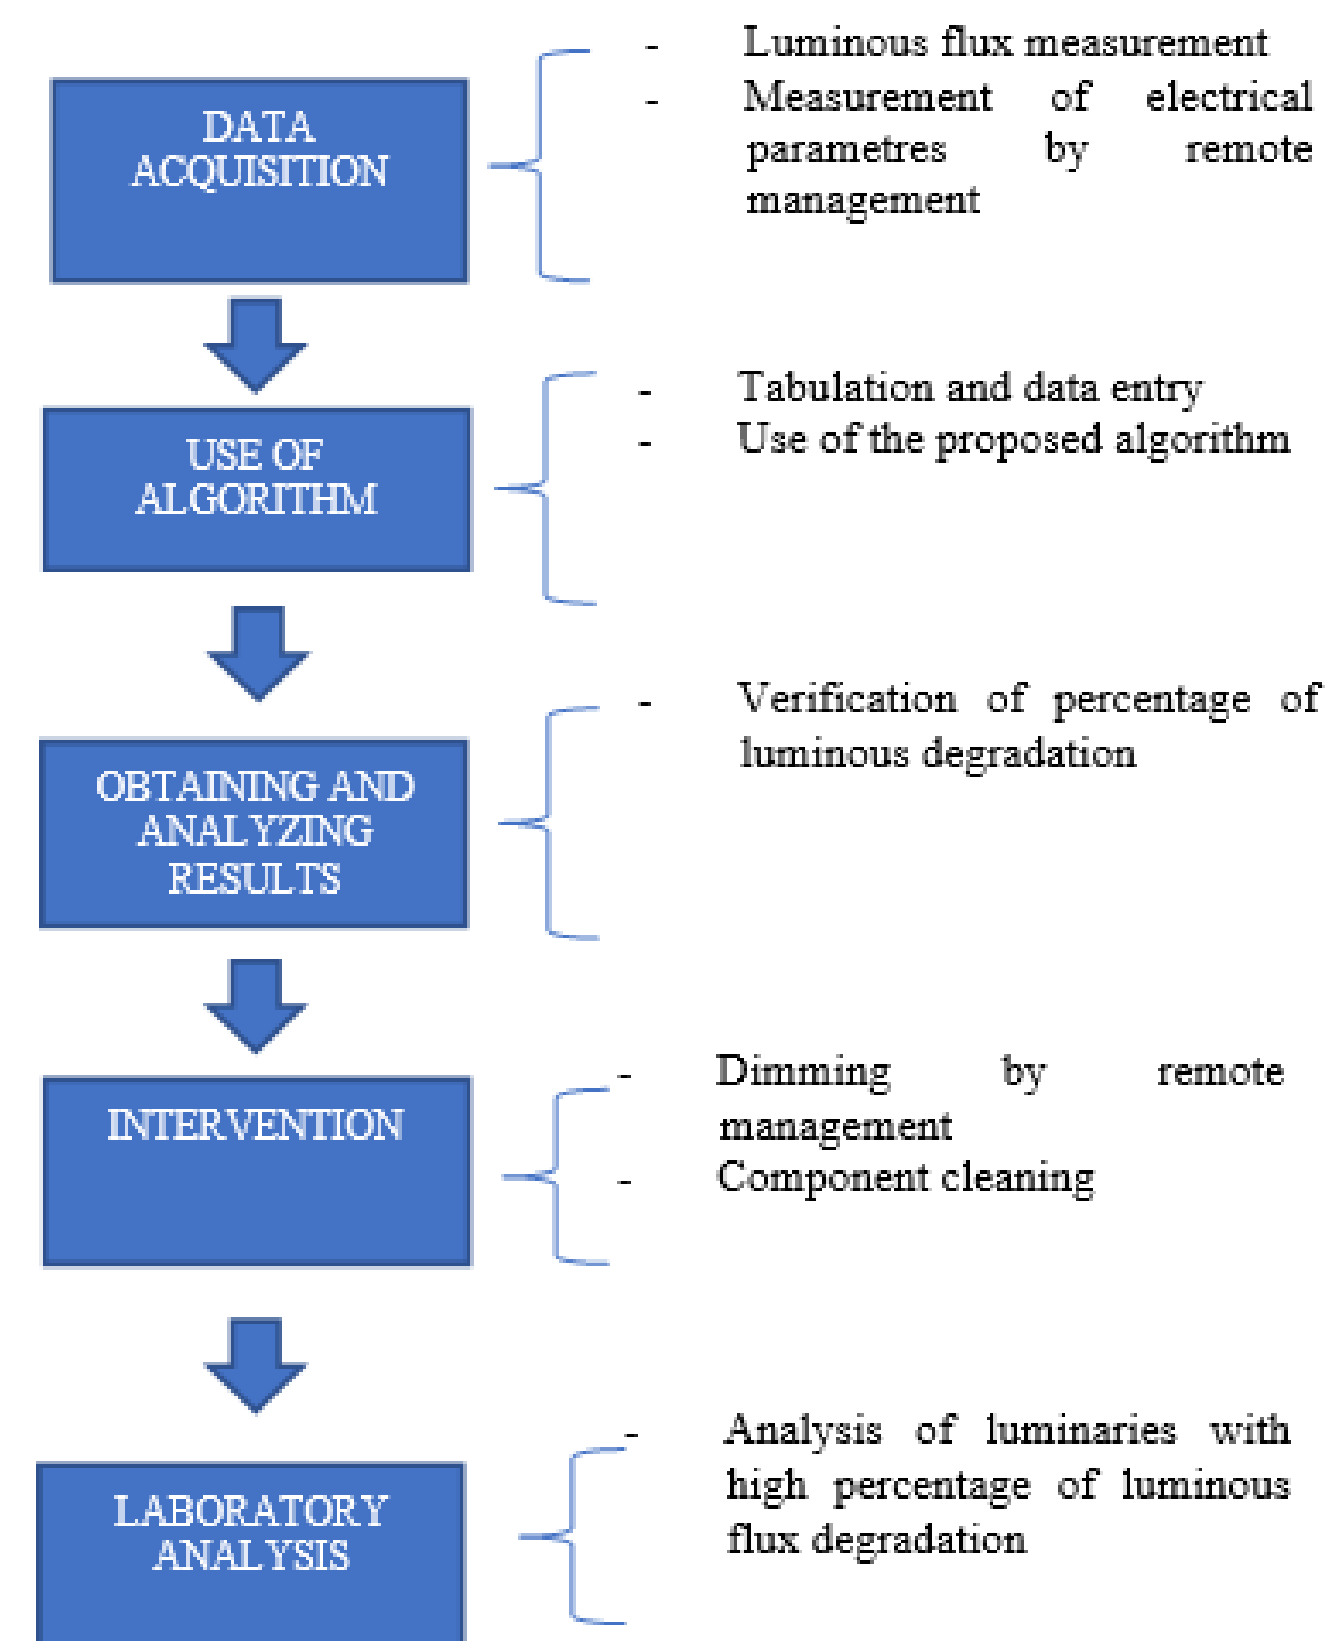 DATA
ACQUISITION
- Luminous flux measurement
- Measurement of electrical
parametres by remote
management
USE OF
ALGORITHM
- Tabulation and data entry
- Use of the proposed algorithm
OBTAINING AND
ANALYZING
RESULTS
- Verification of percentage of
luminous degradation
INTERVENTION
- Dimming by remote
management
- Component cleaning
LABORATORY
ANALYSIS
- Analysis of luminaries with
high percentage of luminous
flux degradation